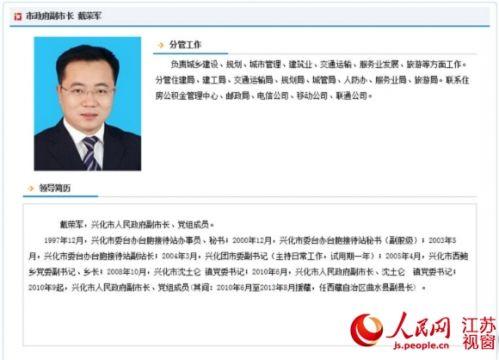 市政府副市长 戴荣军
分管工作
负责城乡建设、规划、城市管理、建筑业、交通运输、服务业发展、旅游等方面工作。
分管住建局、建工局、交通运输局、规划局、城管局、人防办、服务业局、旅游局。联系住
房公积金管理中心、邮政局、电信公司、移动公司、联通公司。
领导简历
戴荣军，兴化市人民政府副市长、党组成员。
1997年12月，兴化市委台办台胞接待站办事员、秘书；2000年12月，兴化市委台办台胞接待站秘书（副股级）；2003年5
月，兴化市委台办台胞接待站副站长；2004年3月，兴化团市委副书记（主持日常工作，试用期一年）；2005年4月，兴化市西鲍
乡党委副书记、乡长；2008年10月，兴化市沈土仑 镇党委书记；2010年6月，兴化市人民政府副市长、沈土仑 镇党委书记；
2010年9起，兴化市人民政府副市长、党组成员(其间：2010年6月至2013年8月援藏，任西藏自治区曲水县副县长)。
人民网
js.people.cn
江苏
视窗